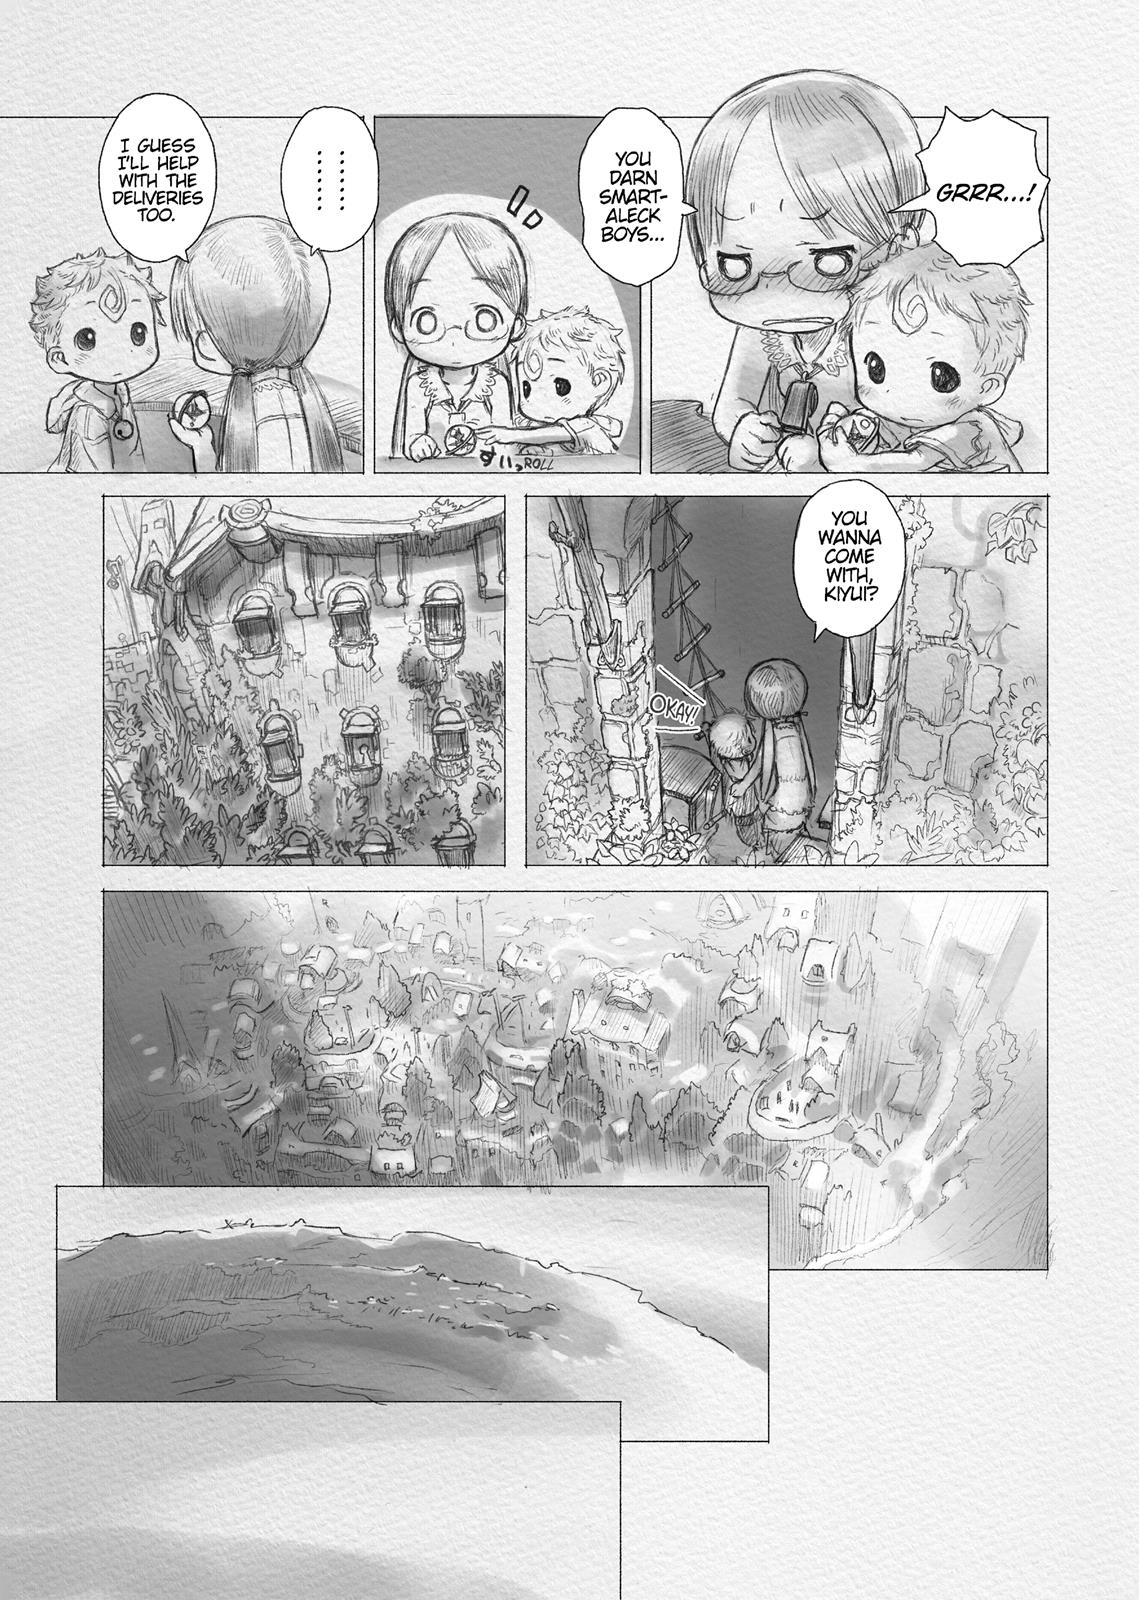 GRRR...!
YOU
DARN
SMART-
ALECK
BOYS...
すいっ ROLL
I GUESS
I'LL HELP
WITH THE
DELIVERIES
TOO.
YOU
WANNA
COME
WITH,
KIYUI?
OKAY!